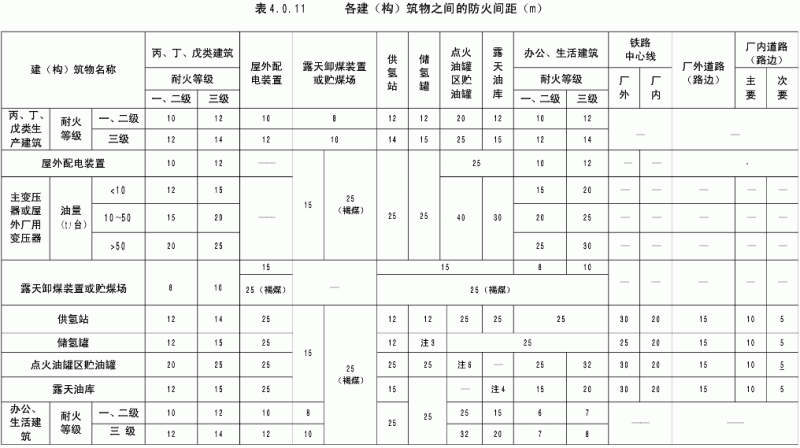 表4.0.11 各建（构）筑物之间的防火间距（m）
建（构）筑物名称 丙、丁、戊类建筑 耐火等级 一、二级 三级 屋外配电装置 露天卸煤装置或贮煤场 供氢站 储氢罐 点火油罐区贮油罐 露天油库 办公、生活建筑 耐火等级 一、二级 三级 铁路中心线 厂外 厂内 厂外道路（路边） 厂内道路（路边） 主要 次要
丙、丁、戊类生产建筑 耐火等级 一、二级 10 12 10 8 12 12 20 12 10 12 — — —
三级 12 14 12 10 14 15 25 15 12 14
屋外配电装置 10 12 —— 15 25（褐煤） 25 25 25 10 12 — — — -
主变压器或屋外厂用变压器 油量（t/台） <10 12 15 —— 40 30 15 20 — — — — —
10~50 15 20 20 25 — — — — —
>50 20 25 25 30 — — — — —
露天卸煤装置或贮煤场 8 10 15 — 15 8 10 — — — — —
25（褐煤） 25（褐煤）
供氢站 12 14 25 15 25（褐煤） 12 12 25 25 25 30 20 15 10 5
储氢罐 12 15 25 12 注3 25 25 20 15 10 5
点火油罐区贮油罐 20 25 25 25 25 注6 — 25 32 30 20 15 10 5
露天油库 12 15 25 15 25 — 注4 15 20 30 20 15 10 5
办公、生活建筑 耐火等级 一、二级 10 12 10 8 25 25 15 6 7 —— — ——
三 级 12 14 12 10 32 20 7 8